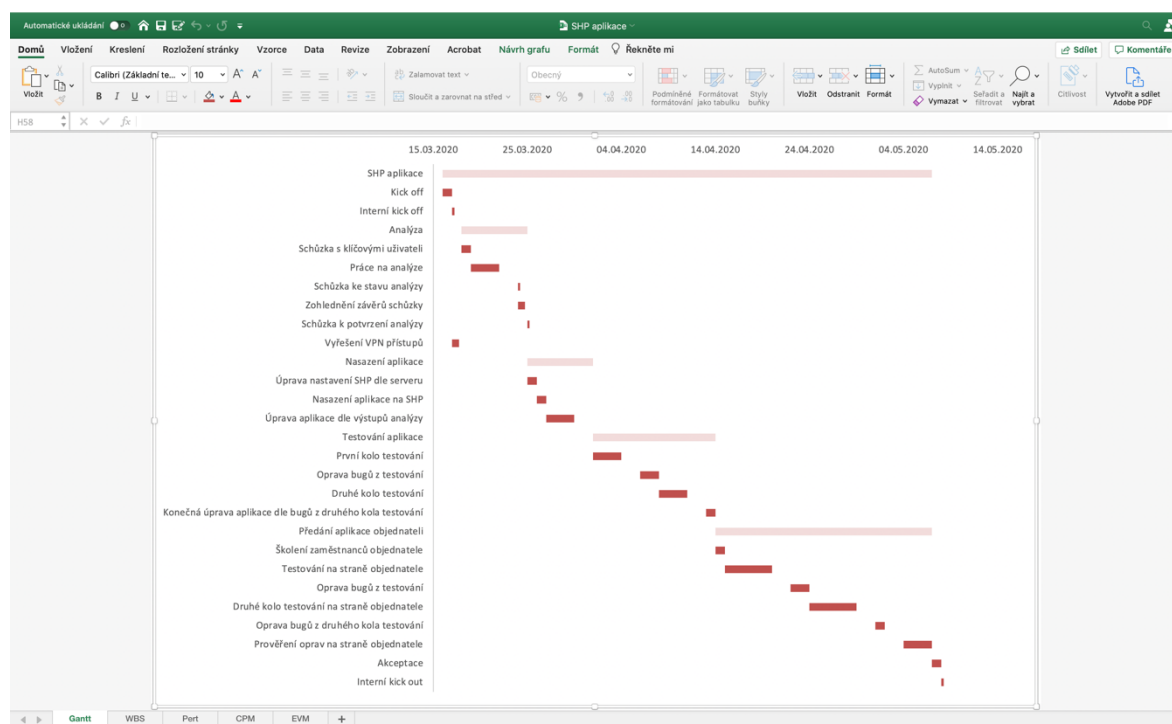 Automatické ukládání
SHP aplikace
Domů Vložení Kreslení Rozložení stránky Vzorce Data Revize Zobrazení Acrobat Návrh grafu Formát Řekněte mi Sdílet Komentáře
Vložit
Calibri (Základní te... 10 A^ A˅
B I U A
Zalamovat text
Sloučit a zarovnat na střed
Obecný
%
Podmíněné formátování
Formátovat jako tabulku
Styly buňky
Vložit Odstranit Formát
AutoSum
Vyplnit
Vymazat
Seřadit a filtrovat
Najít a vybrat
Citlivost
Vytvořit a sdílet Adobe PDF
H58 fx
15.03.2020 25.03.2020 04.04.2020 14.04.2020 24.04.2020 04.05.2020 14.05.2020
SHP aplikace
Kick off
Interní kick off
Analýza
Schůzka s klíčovými uživateli
Práce na analýze
Schůzka ke stavu analýzy
Zohlednění závěrů schůzky
Schůzka k potvrzení analýzy
Vyřešení VPN přístupů
Nasazení aplikace
Úprava nastavení SHP dle serveru
Nasazení aplikace na SHP
Úprava aplikace dle výstupů analýzy
Testování aplikace
První kolo testování
Oprava bugů z testování
Druhé kolo testování
Konečná úprava aplikace dle bugů z druhého kola testování
Předání aplikace objednateli
Školení zaměstnanců objednatele
Testování na straně objednatele
Oprava bugů z testování
Druhé kolo testování na straně objednatele
Oprava bugů z druhého kola testování
Prověření oprav na straně objednatele
Akceptace
Interní kick out
Gantt WBS Pert CPM EVM +